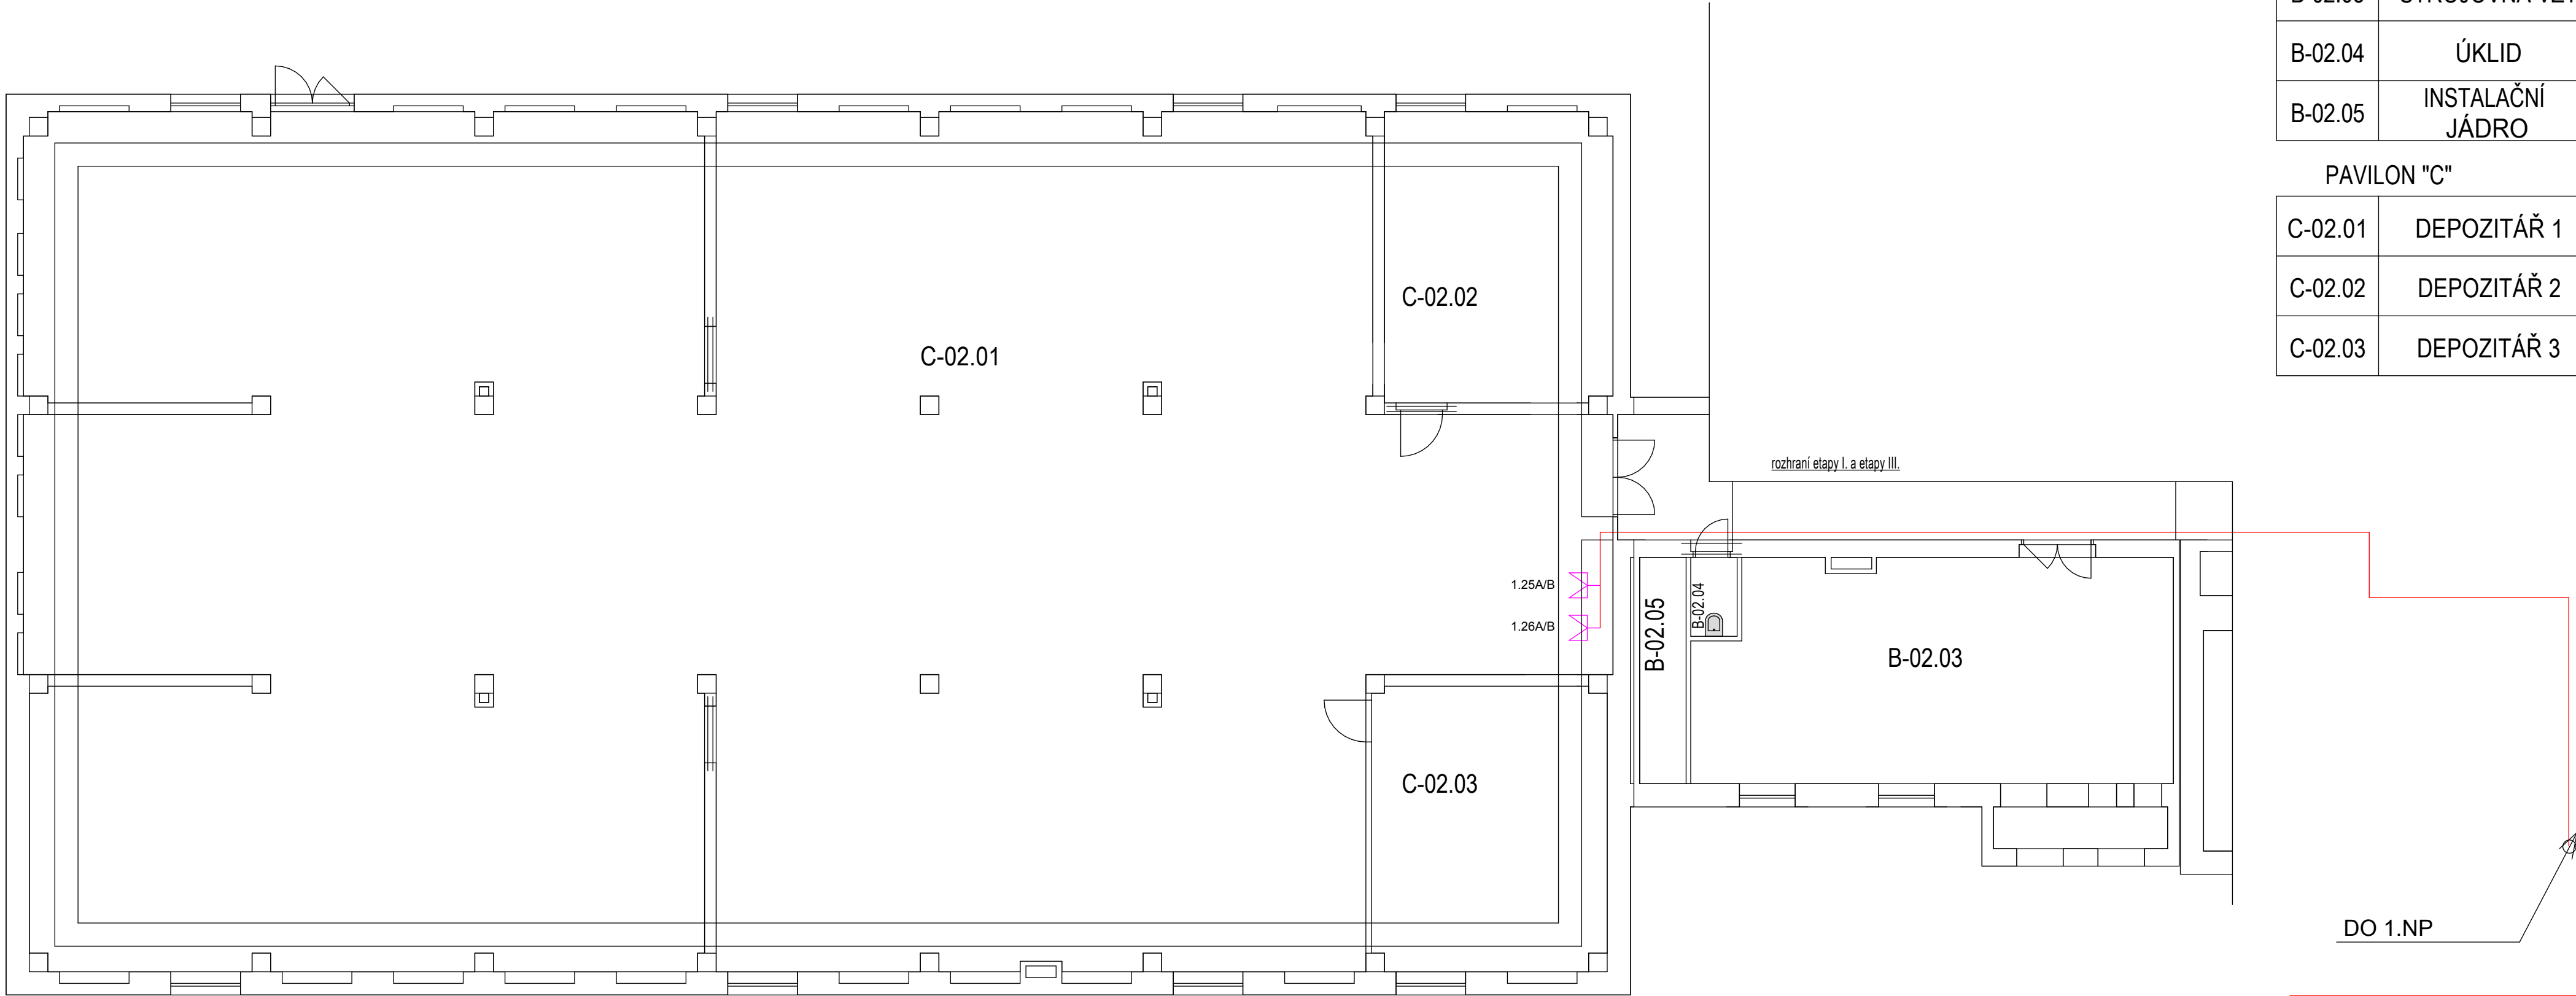 B-02.04 ÚKLID
B-02.05 INSTALAČNÍ
JÁDRO
PAVILON "C"
C-02.01 DEPOZITÁŘ 1
C-02.02 DEPOZITÁŘ 2
C-02.03 DEPOZITÁŘ 3
C-02.02
C-02.01
rozhraní etapy I. a etapy III.
1.25A/B
1.26A/B
B-02.05
B-02.04
B-02.03
C-02.03
DO 1.NP